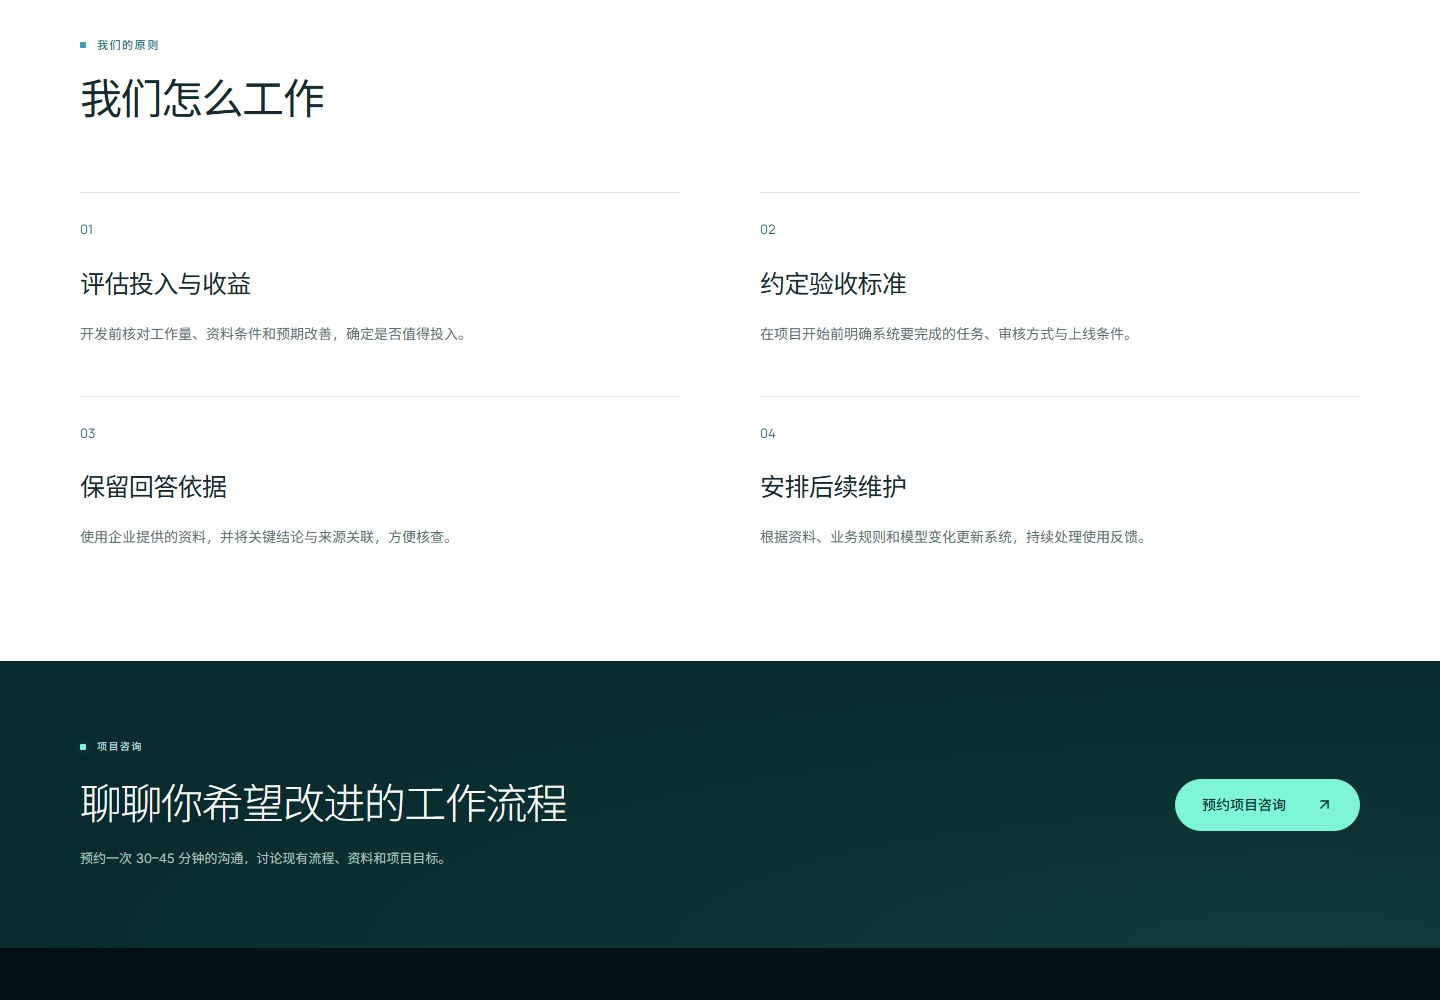 我们的原则
我们怎么工作
01
评估投入与收益
开发前核对工作量、资料条件和预期改善，确定是否值得投入。
02
约定验收标准
在项目开始前明确系统要完成的任务、审核方式与上线条件。
03
保留回答依据
使用企业提供的资料，并将关键结论与来源关联，方便核查。
04
安排后续维护
根据资料、业务规则和模型变化更新系统，持续处理使用反馈。
项目咨询
聊聊你希望改进的工作流程
预约一次 30–45 分钟的沟通，讨论现有流程、资料和项目目标。
预约项目咨询